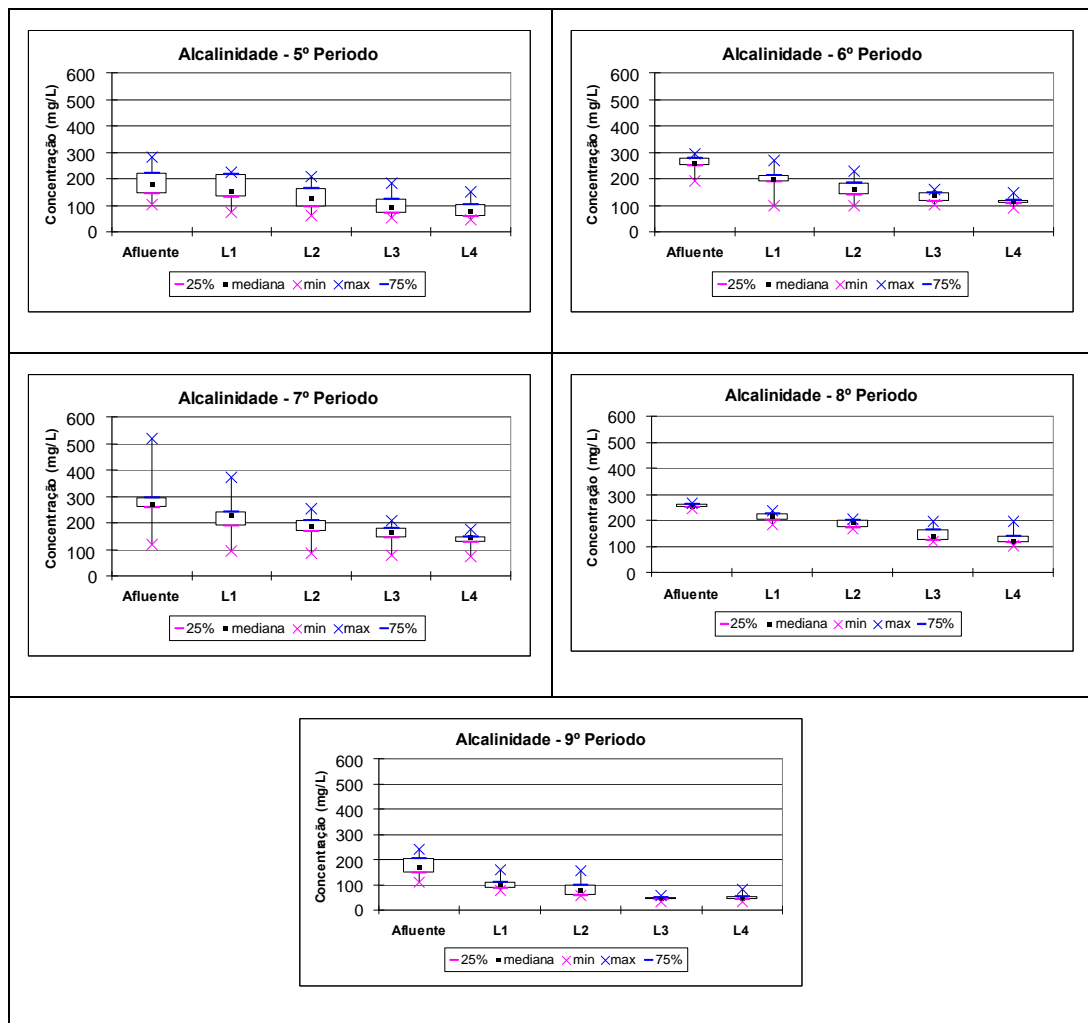 Alcalinidade - 5º Periodo
Concentração (mg/L)
600
500
400
300
200
100
0
Afluente L1 L2 L3 L4
25% mediana min max 75%
Alcalinidade - 6º Periodo
Concentração (mg/L)
600
500
400
300
200
100
0
Afluente L1 L2 L3 L4
25% mediana min max 75%
Alcalinidade - 7º Periodo
Concentração (mg/L)
600
500
400
300
200
100
0
Afluente L1 L2 L3 L4
25% mediana min max 75%
Alcalinidade - 8º Periodo
Concentração (mg/L)
600
500
400
300
200
100
0
Afluente L1 L2 L3 L4
25% mediana min max 75%
Alcalinidade - 9º Periodo
Concentração (mg/L)
600
500
400
300
200
100
0
Afluente L1 L2 L3 L4
25% mediana min max 75%